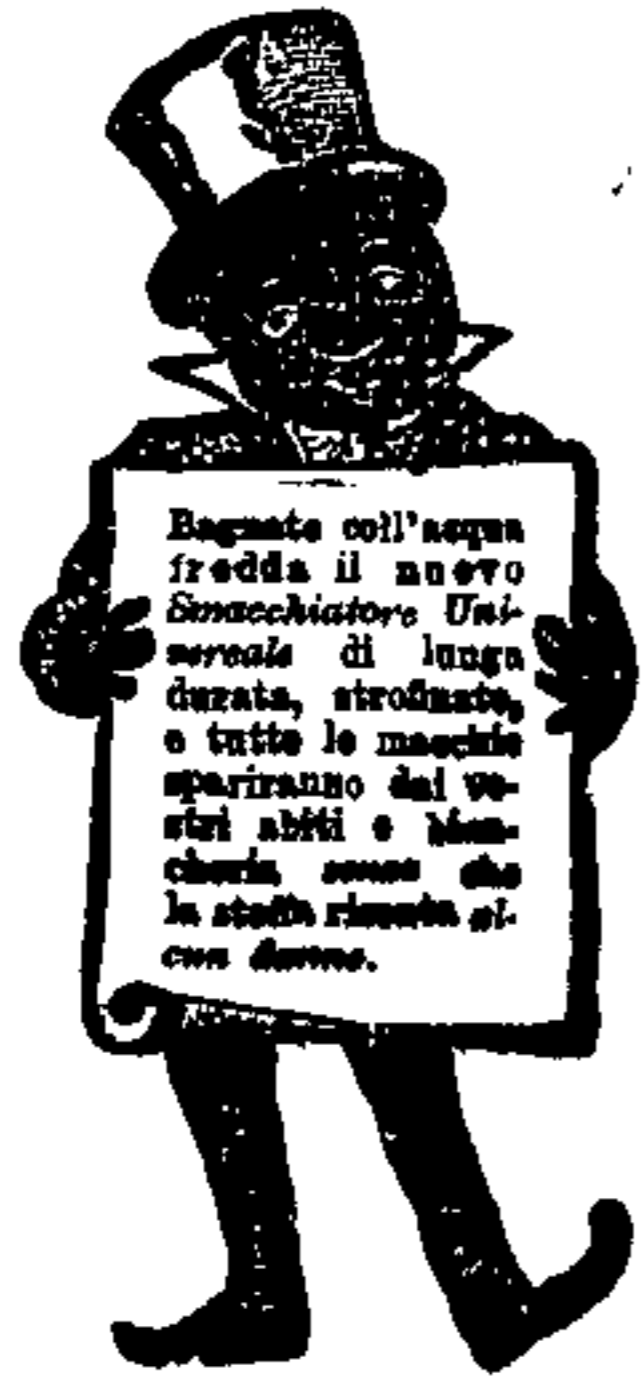 Bagnate coll'acqua
fredda il nuovo
Smacchiatore Uni-
versale di lunga
durata, strofinate,
e tutte le macchie
spariranno dai ve-
stri abiti e bian-
cheria, senza che
la stoffa risenta al-
cun danno.